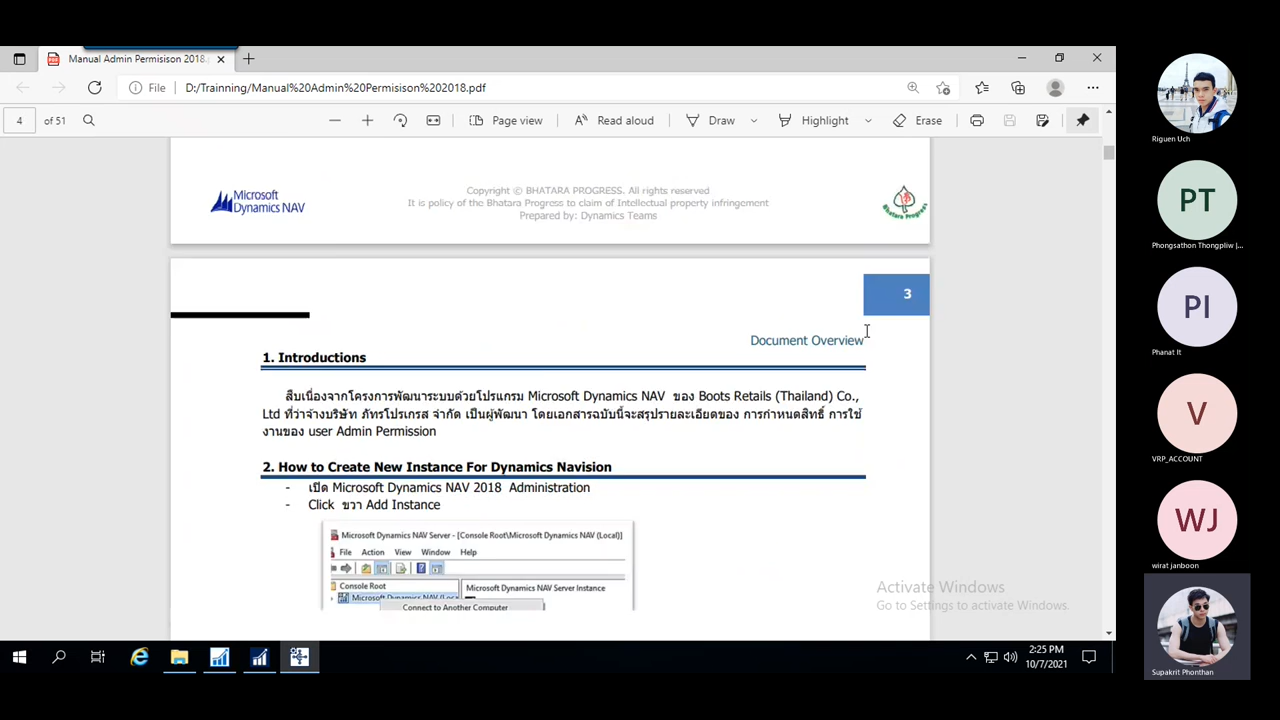 Manual Admin Permisison 2018.
File D:/Trainning/Manual%20Admin%20Permisison%202018.pdf
4 of 51 Page view Read aloud Draw Highlight Erase
Microsoft
Dynamics NAV
Copyright © BHATARA PROGRESS. All rights reserved
It is policy of the Bhatara Progress to claim of Intellectual property infringement
Prepared by: Dynamics Teams
Bhatara Progress
3
Document Overview
1. Introductions
สืบเนื่องจากโครงการพัฒนาระบบด้วยโปรแกรม Microsoft Dynamics NAV ของ Boots Retails (Thailand) Co.,
Ltd ที่ว่าจ้างบริษัท ภัทรโปรเกรส จำกัด เป็นผู้พัฒนา โดยเอกสารฉบับนี้จะสรุปรายละเอียดของ การกำหนดสิทธิ์ การใช้
งานของ user Admin Permission
2. How to Create New Instance For Dynamics Navision
- เปิด Microsoft Dynamics NAV 2018 Administration
- Click ขวา Add Instance
Microsoft Dynamics NAV Server - [Console Root\Microsoft Dynamics NAV (Local)]
File Action View Window Help
Console Root
Microsoft Dynamics NAV (Loc
Microsoft Dynamics NAV Server Instance
Connect to Another Computer
Activate Windows
Go to Settings to activate Windows.
2:25 PM
10/7/2021
Riguen Uch
PT
Phongsathon Thongpliw |...
PI
Phanat It
V
VRP_ACCOUNT
WJ
wirat janboon
Supakrit Phonthan